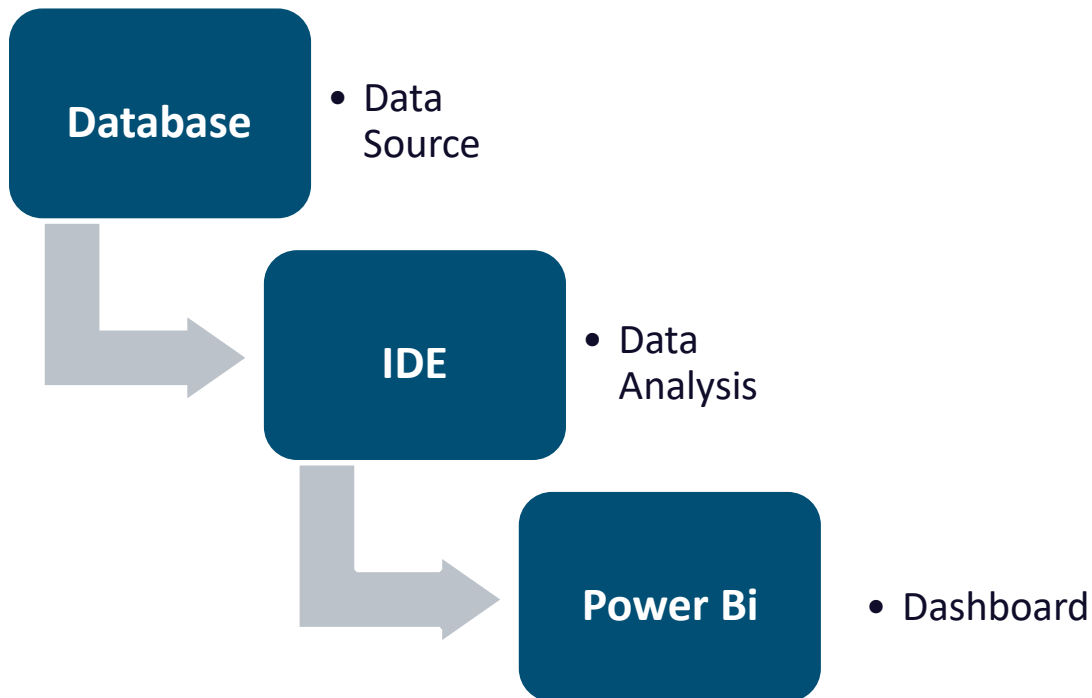 Database
• Data
Source
IDE
• Data
Analysis
Power Bi
• Dashboard